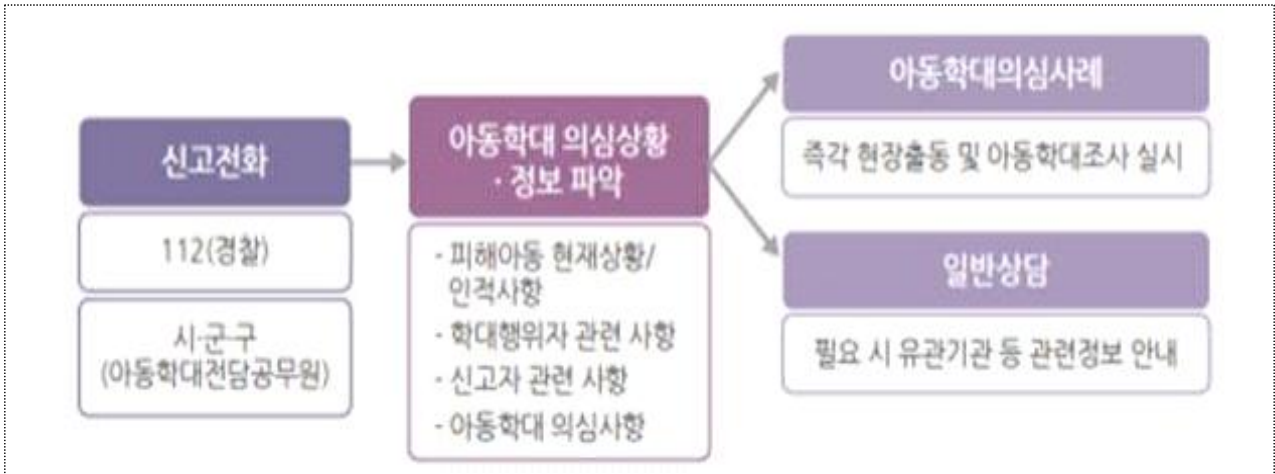 신고전화
112(경찰)
시·군·구
(아동학대전담공무원)
아동학대 의심상황
· 정보 파악
- 피해아동 현재상황/
인적사항
- 학대행위자 관련 사항
- 신고자 관련 사항
- 아동학대 의심사항
아동학대의심사례
즉각 현장출동 및 아동학대조사 실시
일반상담
필요 시 유관기관 등 관련정보 안내